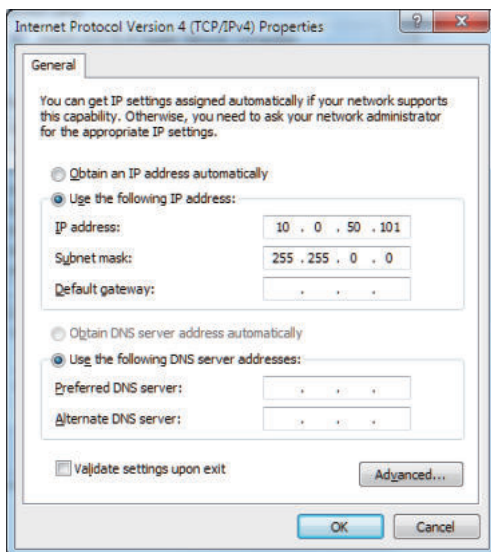 Internet Protocol Version 4 (TCP/IPv4) Properties
General
You can get IP settings assigned automatically if your network supports
this capability. Otherwise, you need to ask your network administrator
for the appropriate IP settings.
Obtain an IP address automatically
Use the following IP address:
IP address: 10 . 0 . 50 . 101
Subnet mask: 255 . 255 . 0 . 0
Default gateway: . . .
Obtain DNS server address automatically
Use the following DNS server addresses:
Preferred DNS server: . . .
Alternate DNS server: . . .
Validate settings upon exit
Advanced...
OK Cancel